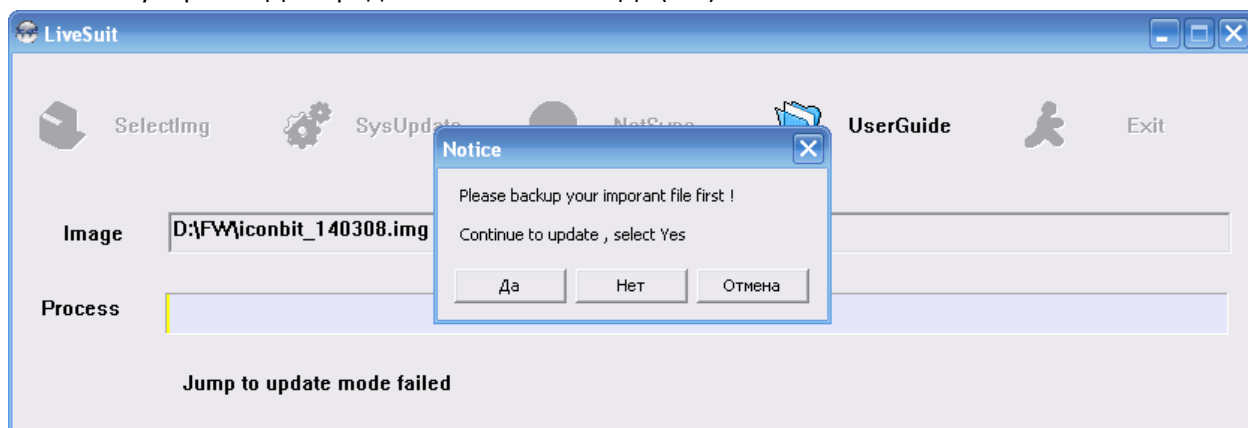 LiveSuit
SelectImg
UserGuide
Exit
Notice
Please backup your imporant file first !
Continue to update , select Yes
Да Нет Отмена
Image D:\FW\iconbit_140308.img
Process
Jump to update mode failed